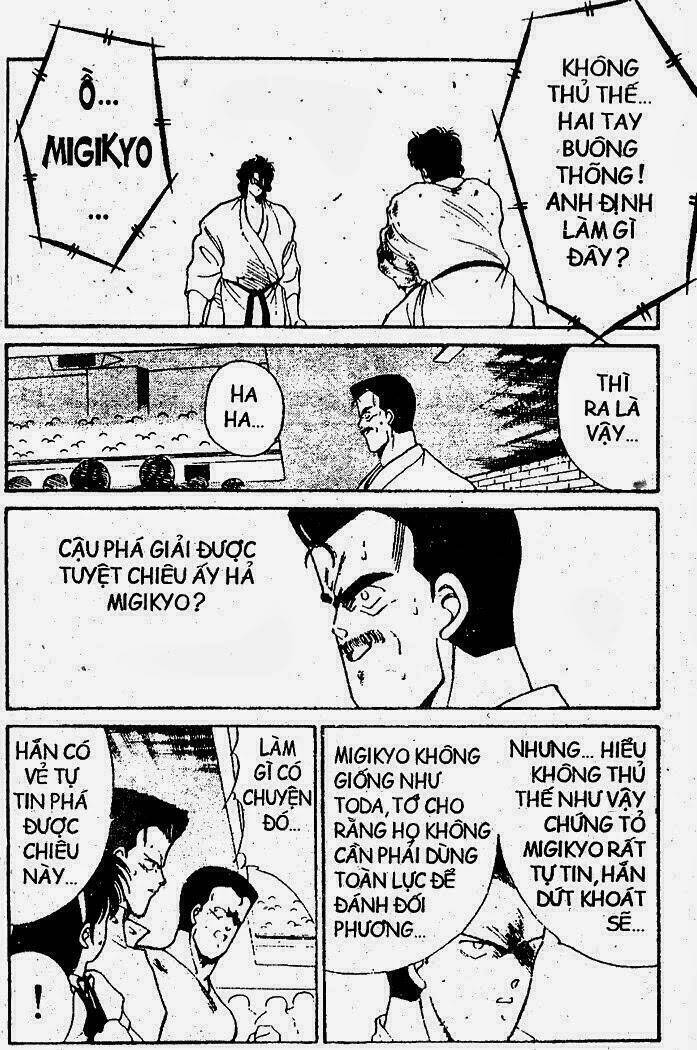 KHÔNG
THỦ THẾ...
HAI TAY
BUÔNG
THÕNG!
ANH ĐỊNH
LÀM GÌ
ĐÂY?
Ồ...
MIGIKYO
...
THÌ
RA LÀ
VẬY...
HA
HA...
CẬU PHÁ GIẢI ĐƯỢC
TUYỆT CHIÊU ẤY HẢ
MIGIKYO?
NHƯNG... HIỂU
KHÔNG THỦ
THẾ NHƯ VẬY
CHỨNG TỎ
MIGIKYO RẤT
TỰ TIN, HẮN
DỨT KHOÁT
SẼ...
MIGIKYO KHÔNG
GIỐNG NHƯ
TODA, TỚ CHO
RẰNG HỌ KHÔNG
CẦN PHẢI DÙNG
TOÀN LỰC ĐỂ
ĐÁNH ĐỐI
PHƯƠNG...
LÀM
GÌ CÓ
CHUYỆN
ĐÓ...
HẮN CÓ
VẺ TỰ
TIN PHÁ
ĐƯỢC
CHIÊU
NÀY...
!